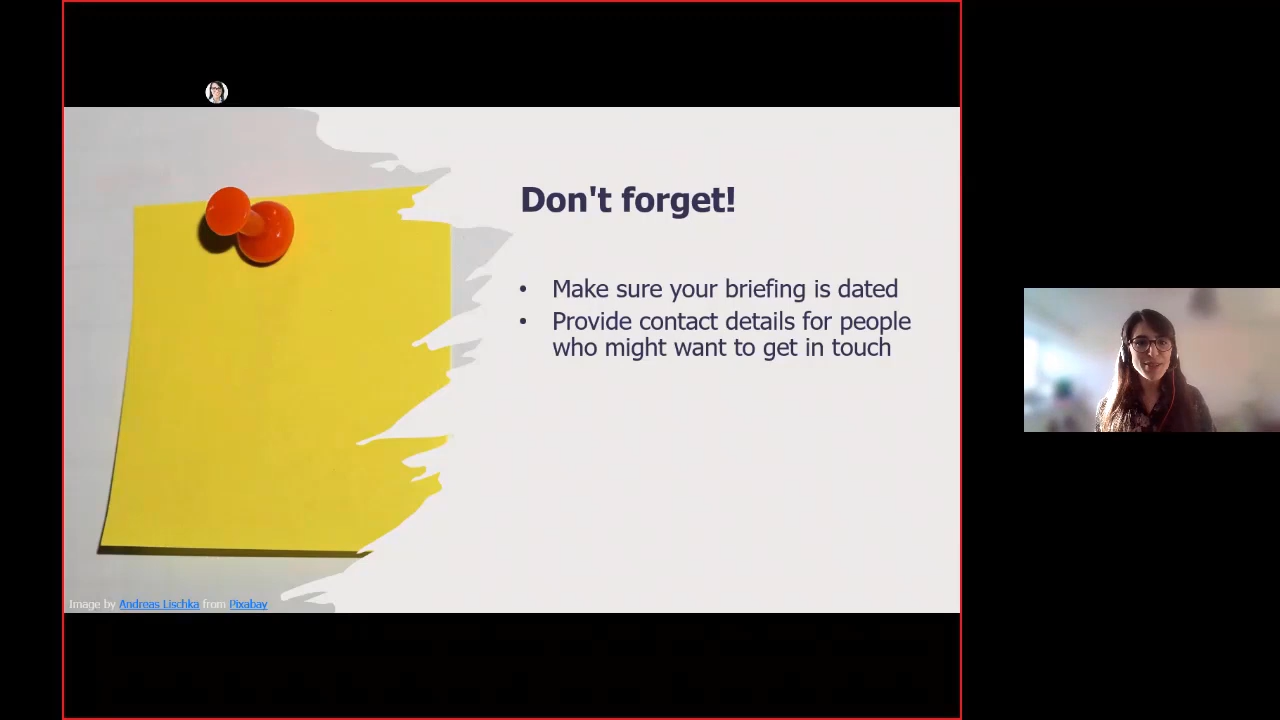 Don't forget!
• Make sure your briefing is dated
• Provide contact details for people
who might want to get in touch
Image by Andreas Lischka from Pixabay